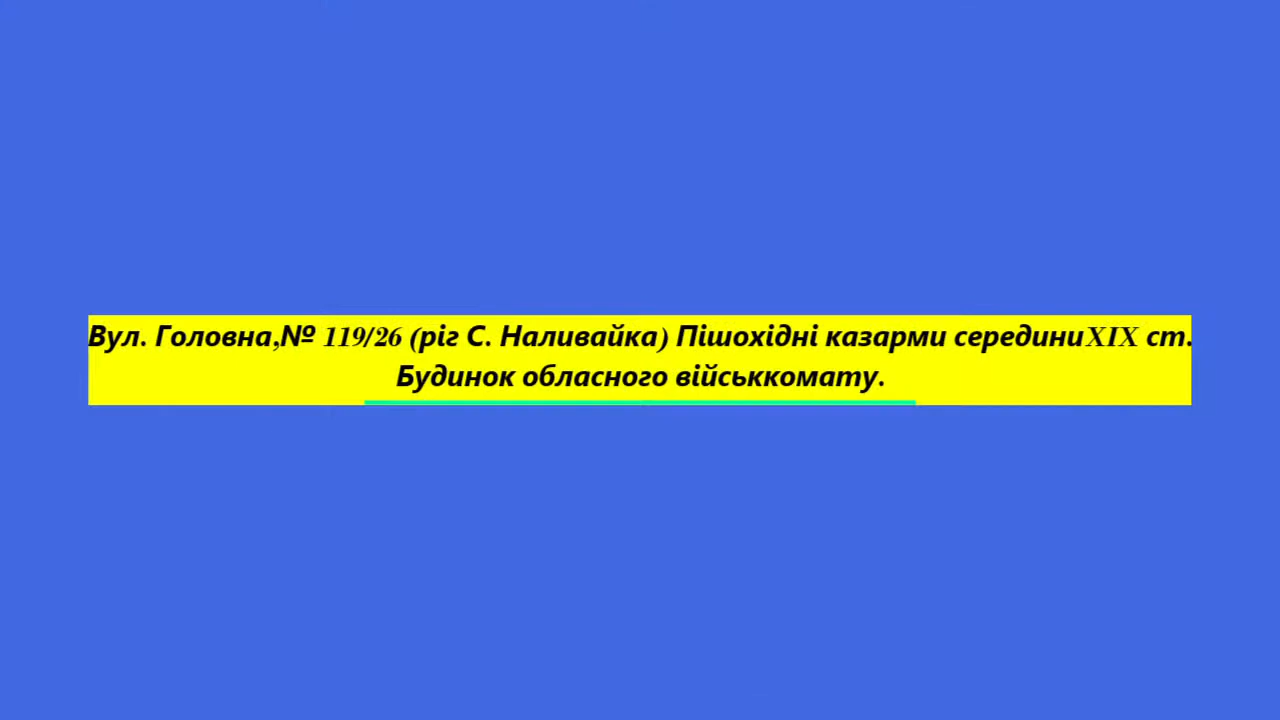 Вул. Головна,№ 119/26 (ріг С. Наливайка) Пішохідні казарми середини XIX ст.
Будинок обласного військкомату.